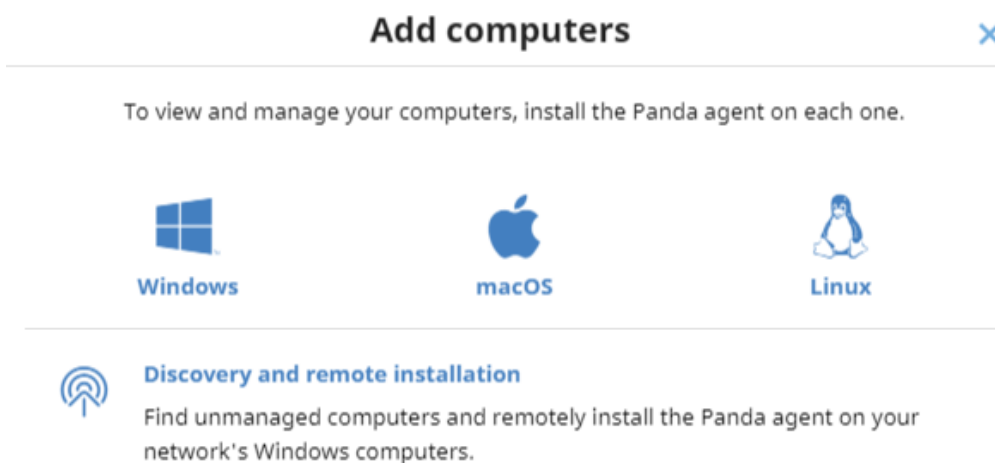 Add computers
To view and manage your computers, install the Panda agent on each one.
Windows macOS Linux
Discovery and remote installation
Find unmanaged computers and remotely install the Panda agent on your
network's Windows computers.